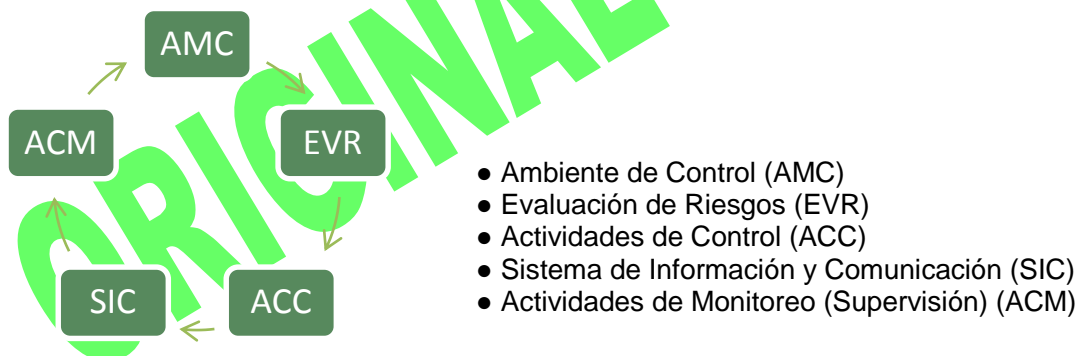 AMC
EVR
ACM
SIC
ACC
ORIGINAL
● Ambiente de Control (AMC)
● Evaluación de Riesgos (EVR)
● Actividades de Control (ACC)
● Sistema de Información y Comunicación (SIC)
● Actividades de Monitoreo (Supervisión) (ACM)